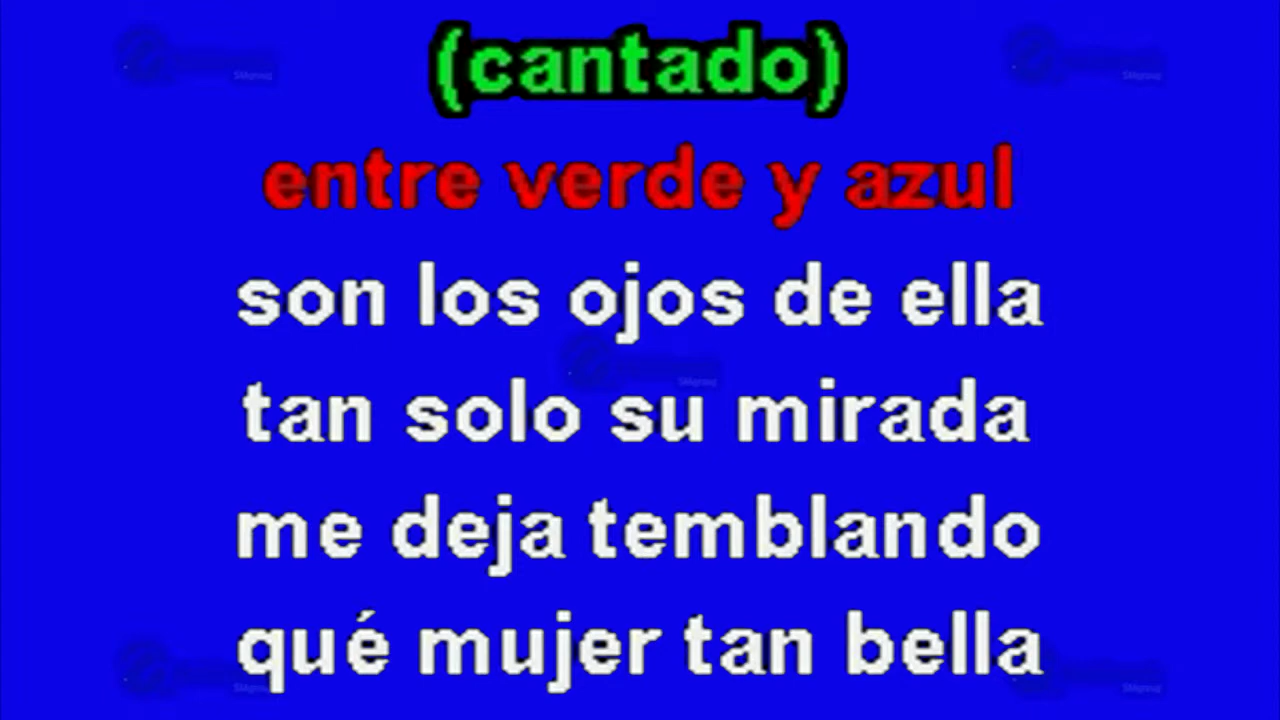 (cantado)
entre verde y azul
son los ojos de ella
tan solo su mirada
me deja temblando
qué mujer tan bella